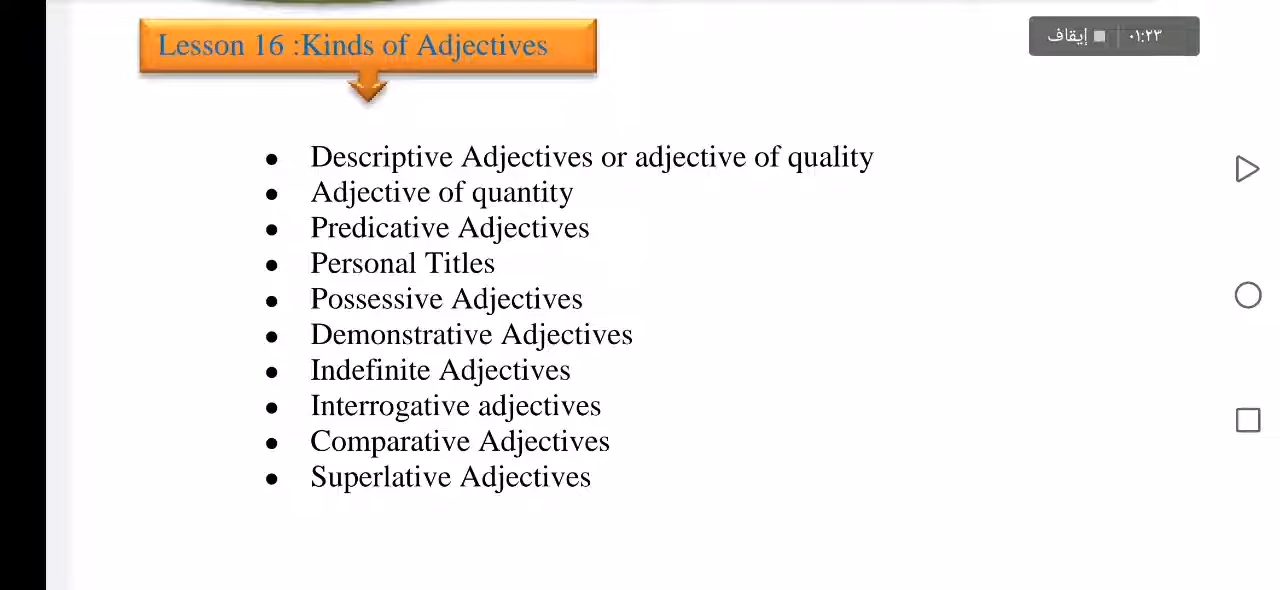 Lesson 16 :Kinds of Adjectives
إيقاف ٠١:٢٣
• Descriptive Adjectives or adjective of quality
• Adjective of quantity
• Predicative Adjectives
• Personal Titles
• Possessive Adjectives
• Demonstrative Adjectives
• Indefinite Adjectives
• Interrogative adjectives
• Comparative Adjectives
• Superlative Adjectives